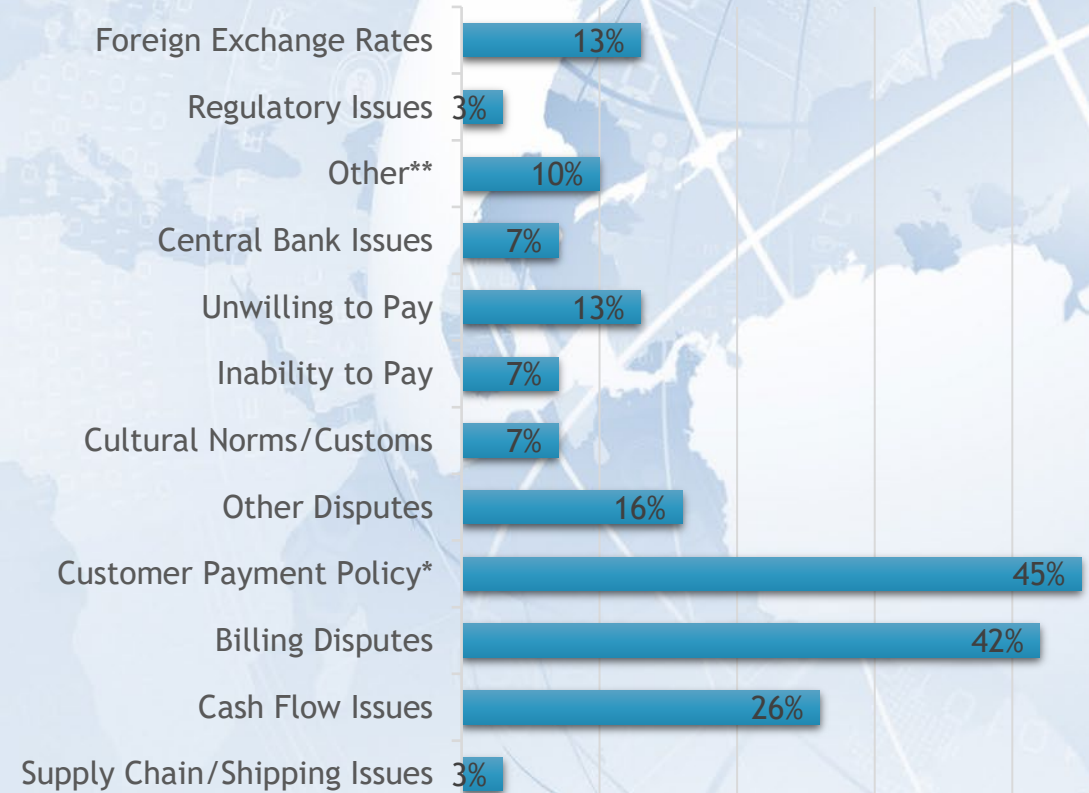 Foreign Exchange Rates 13%
Regulatory Issues 3%
Other** 10%
Central Bank Issues 7%
Unwilling to Pay 13%
Inability to Pay 7%
Cultural Norms/Customs 7%
Other Disputes 16%
Customer Payment Policy* 45%
Billing Disputes 42%
Cash Flow Issues 26%
Supply Chain/Shipping Issues 3%